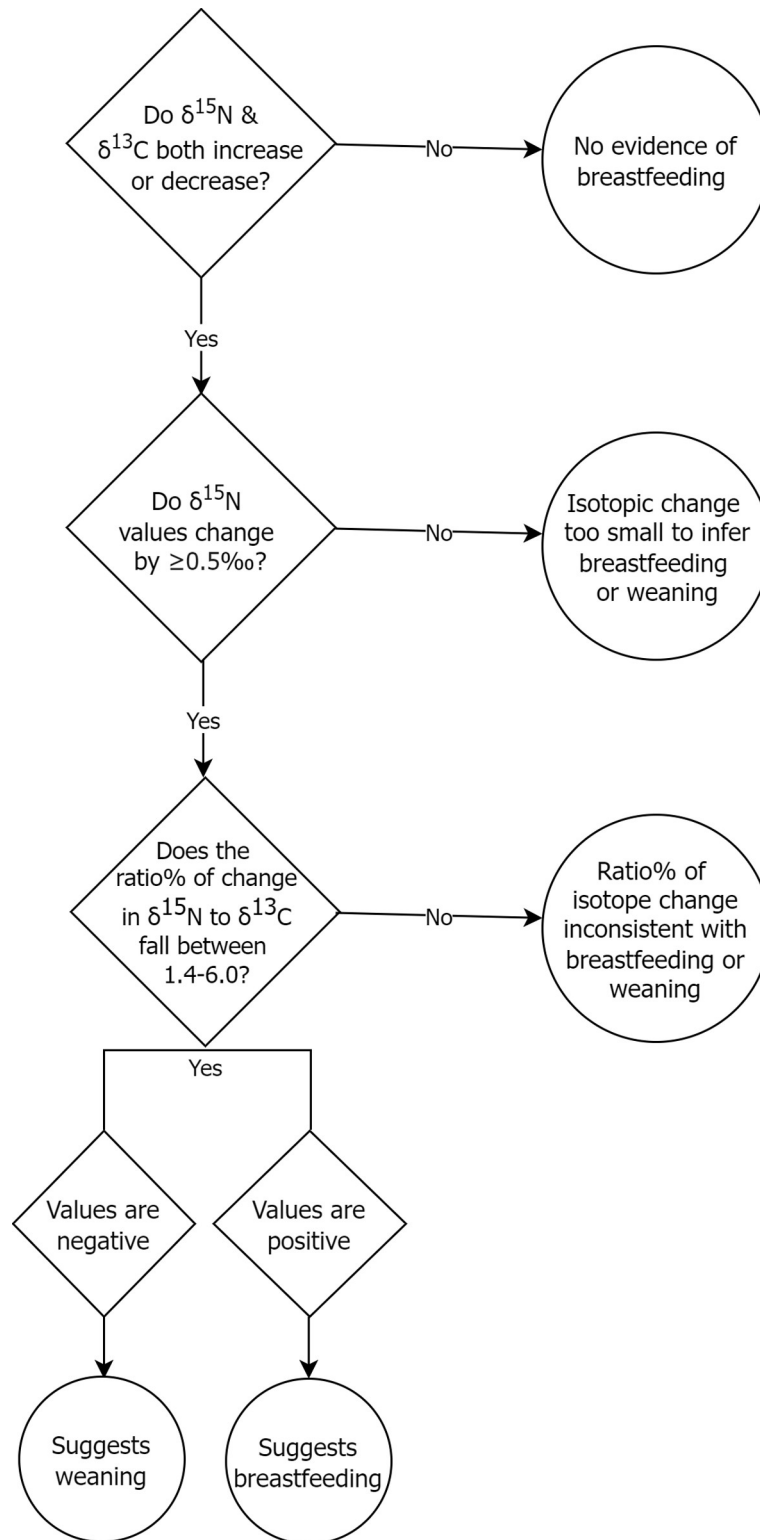 Do δ¹⁵N &
δ¹³C both increase
or decrease?
No
No evidence of
breastfeeding
Yes
Do δ¹⁵N
values change
by ≥0.5‰?
No
Isotopic change
too small to infer
breastfeeding
or weaning
Yes
Does the
ratio% of change
in δ¹⁵N to δ¹³C
fall between
1.4-6.0?
No
Ratio% of
isotope change
inconsistent with
breastfeeding or
weaning
Yes
Values are
negative
Values are
positive
Suggests
weaning
Suggests
breastfeeding